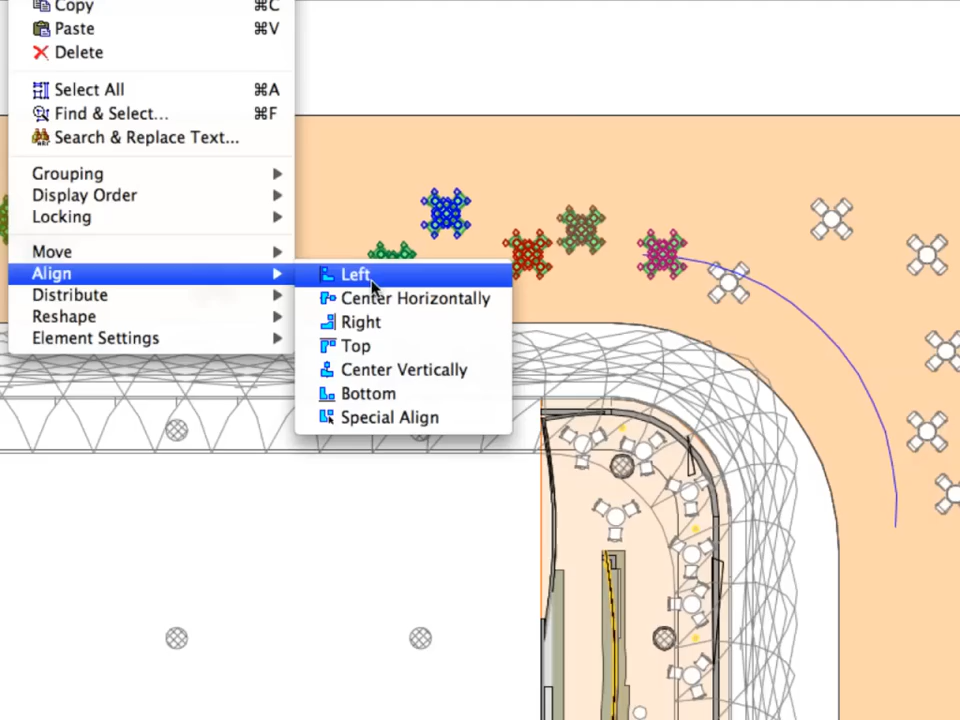 Copy ⌘C
Paste ⌘V
Delete
Select All ⌘A
Find & Select... ⌘F
Search & Replace Text...
Grouping
Display Order
Locking
Move
Align
Distribute
Reshape
Element Settings
Left
Center Horizontally
Right
Top
Center Vertically
Bottom
Special Align